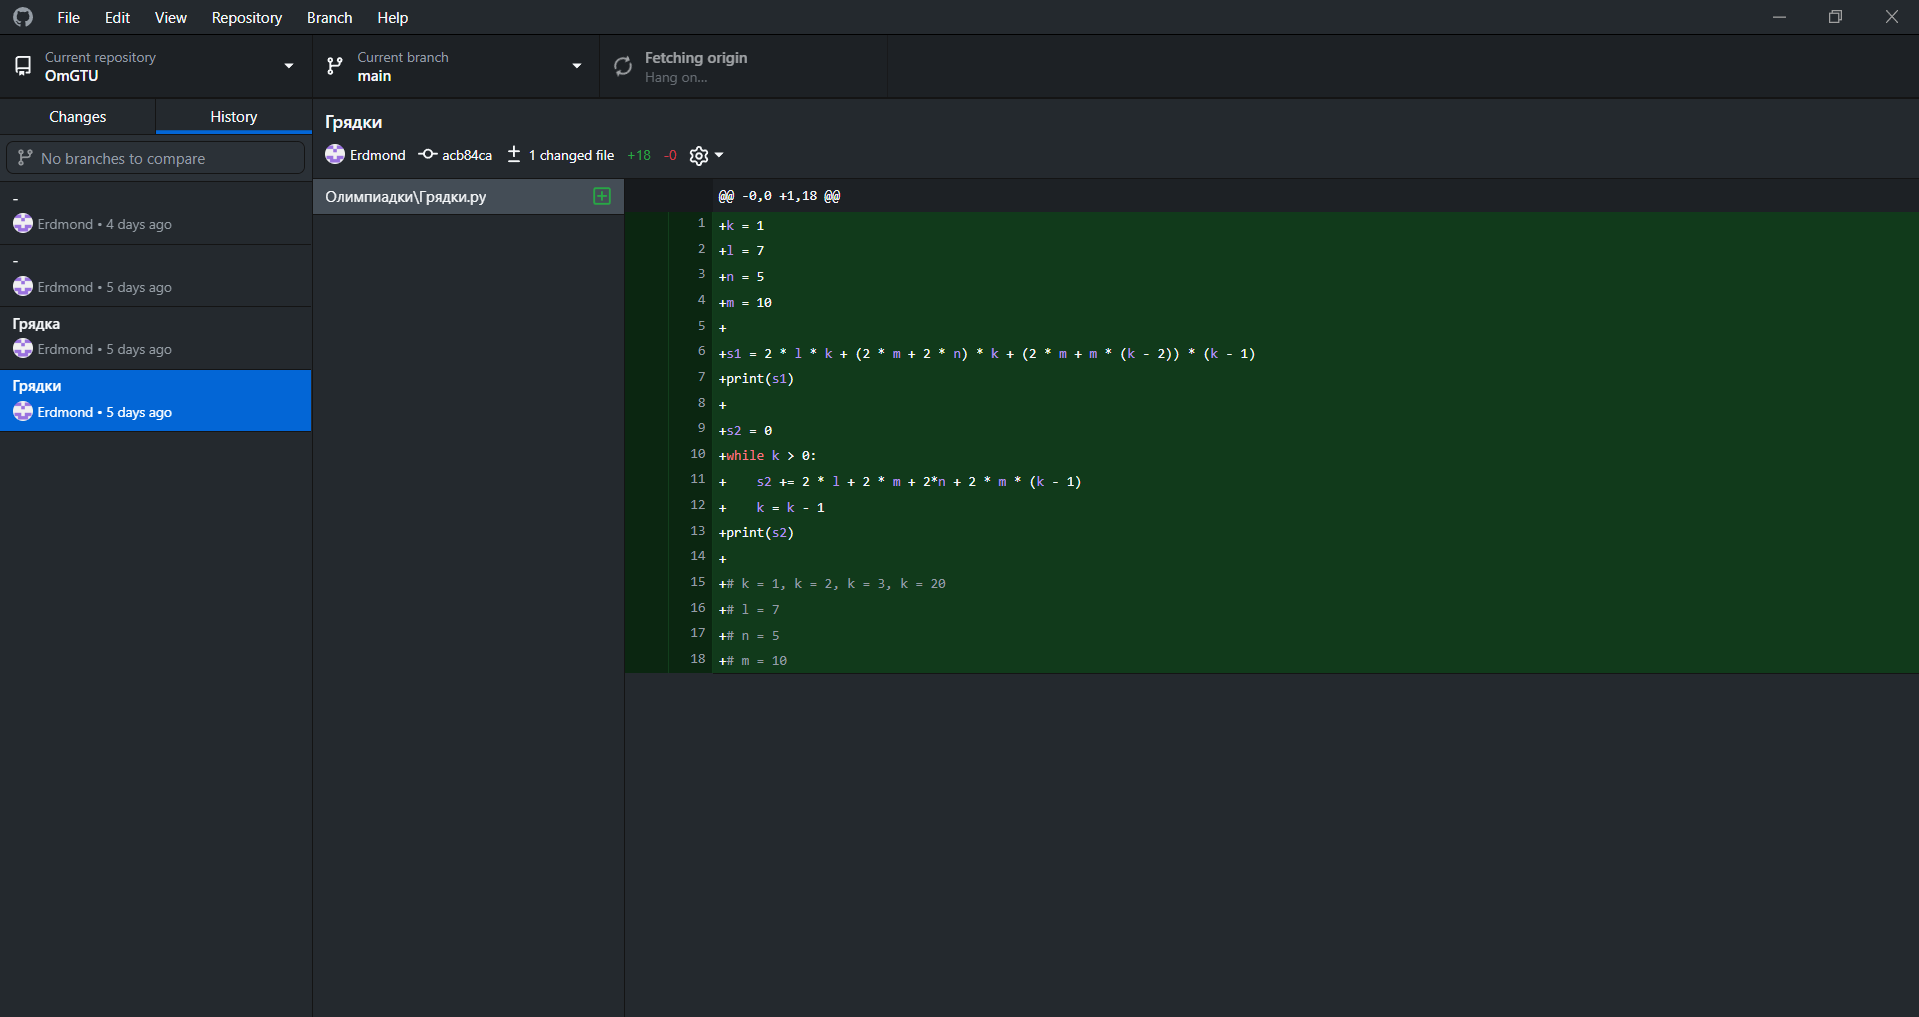 File Edit View Repository Branch Help
Current repository
OmGTU
Current branch
main
Fetching origin
Hang on...
Changes
History
No branches to compare
-
Erdmond • 4 days ago
-
Erdmond • 5 days ago
Грядка
Erdmond • 5 days ago
Грядки
Erdmond • 5 days ago
Грядки
Erdmond acb84ca 1 changed file +18 -0
Олимпиадки\Грядки.py
@@ -0,0 +1,18 @@
1 +k = 1
2 +l = 7
3 +n = 5
4 +m = 10
5 +
6 +s1 = 2 * l * k + (2 * m + 2 * n) * k + (2 * m + m * (k - 2)) * (k - 1)
7 +print(s1)
8 +
9 +s2 = 0
10 +while k > 0:
11 +    s2 += 2 * l + 2 * m + 2*n + 2 * m * (k - 1)
12 +    k = k - 1
13 +print(s2)
14 +
15 +# k = 1, k = 2, k = 3, k = 20
16 +# l = 7
17 +# n = 5
18 +# m = 10